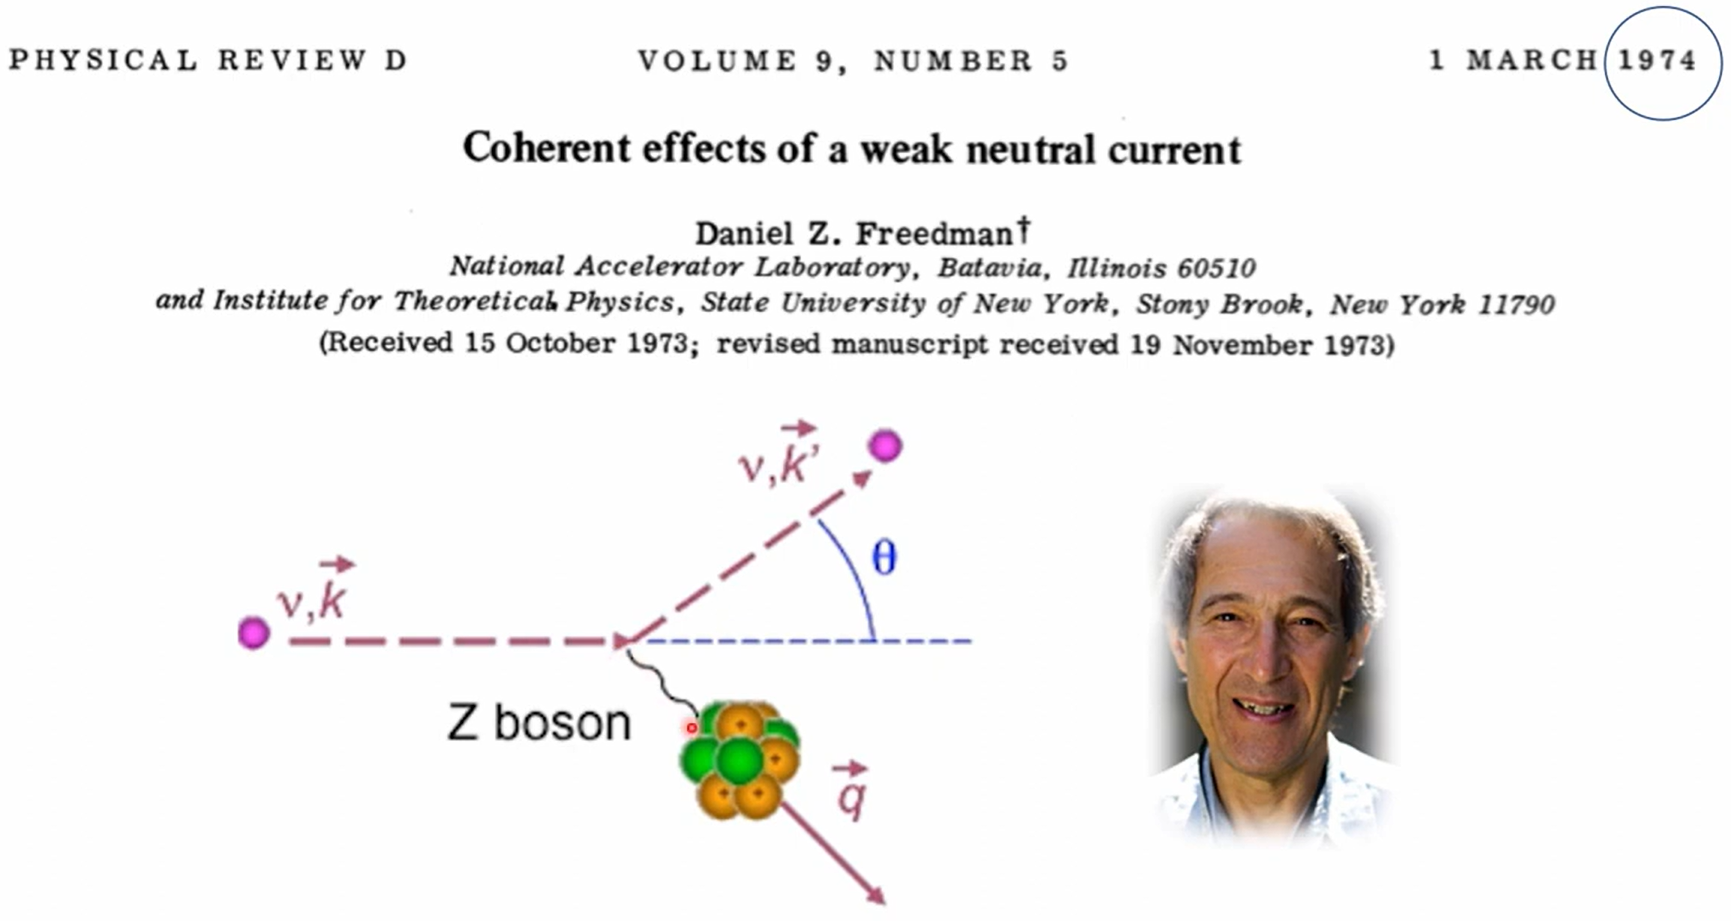 PHYSICAL REVIEW D VOLUME 9, NUMBER 5 1 MARCH 1974
Coherent effects of a weak neutral current
Daniel Z. Freedman†
National Accelerator Laboratory, Batavia, Illinois 60510
and Institute for Theoretical Physics, State University of New York, Stony Brook, New York 11790
(Received 15 October 1973; revised manuscript received 19 November 1973)
ν,k⃗’
θ
ν,k⃗
Z boson
+
+
q⃗
+ +